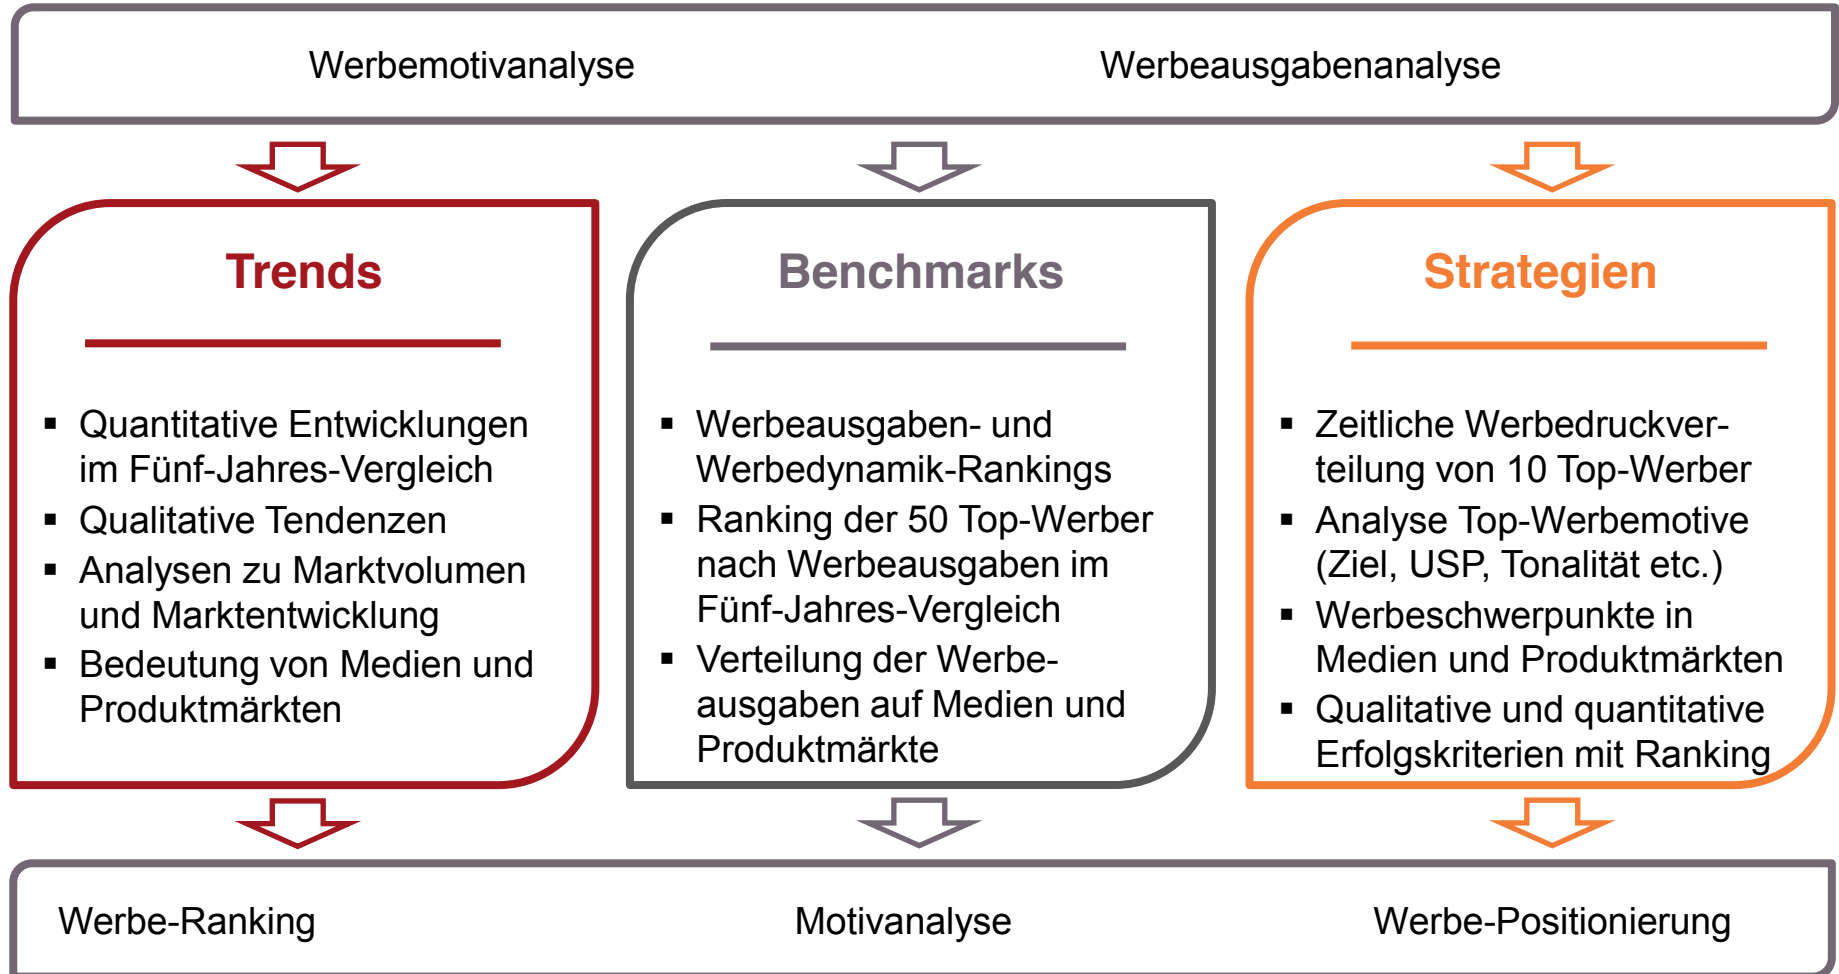 Werbemotivanalyse
Werbeausgabenanalyse
Trends
▪ Quantitative Entwicklungen
im Fünf-Jahres-Vergleich
▪ Qualitative Tendenzen
▪ Analysen zu Marktvolumen
und Marktentwicklung
▪ Bedeutung von Medien und
Produktmärkten
Benchmarks
▪ Werbeausgaben- und
Werbedynamik-Rankings
▪ Ranking der 50 Top-Werber
nach Werbeausgaben im
Fünf-Jahres-Vergleich
▪ Verteilung der Werbe-
ausgaben auf Medien und
Produktmärkte
Strategien
▪ Zeitliche Werbedruckver-
teilung von 10 Top-Werber
▪ Analyse Top-Werbemotive
(Ziel, USP, Tonalität etc.)
▪ Werbeschwerpunkte in
Medien und Produktmärkten
▪ Qualitative und quantitative
Erfolgskriterien mit Ranking
Werbe-Ranking
Motivanalyse
Werbe-Positionierung